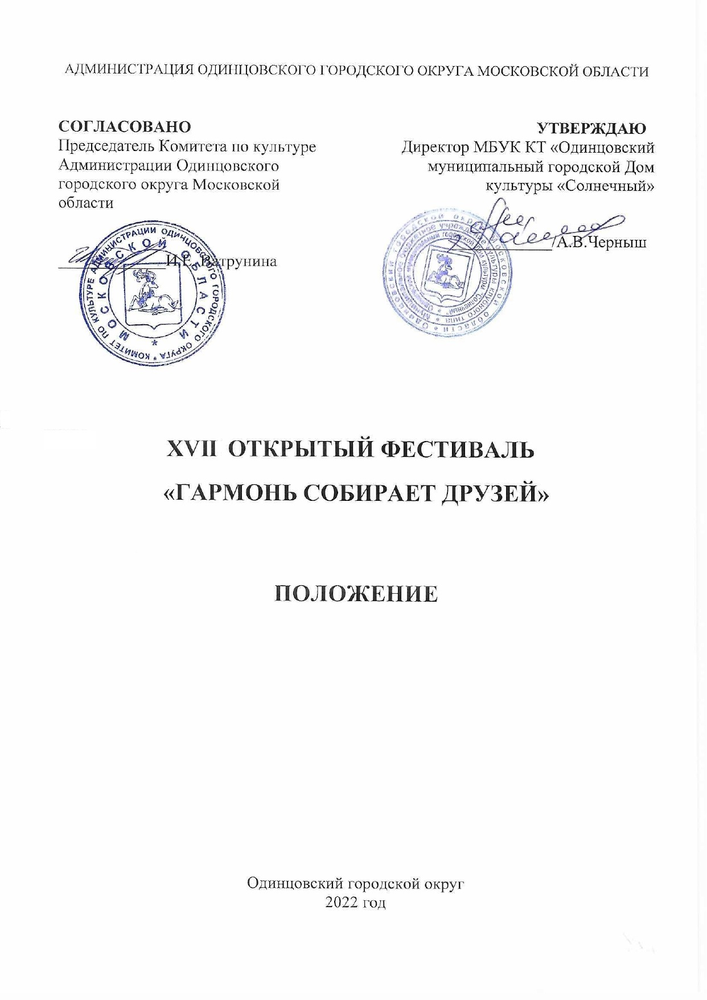 АДМИНИСТРАЦИЯ ОДИНЦОВСКОГО ГОРОДСКОГО ОКРУГА МОСКОВСКОЙ ОБЛАСТИ
СОГЛАСОВАНО
Председатель Комитета по культуре
Администрации Одинцовского
городского округа Московской
области
И.Е. Ватрунина
КОМИТЕТ ПО КУЛЬТУРЕ АДМИНИСТРАЦИИ ОДИНЦОВСКОГО ГОРОДСКОГО ОКРУГА *
МОСКОВСКОЙ ОБЛАСТИ *
УТВЕРЖДАЮ
Директор МБУК КТ «Одинцовский
муниципальный городской Дом
культуры «Солнечный»
/А.В.Черныш
XVII ОТКРЫТЫЙ ФЕСТИВАЛЬ
«ГАРМОНЬ СОБИРАЕТ ДРУЗЕЙ»
ПОЛОЖЕНИЕ
Одинцовский городской округ
2022 год